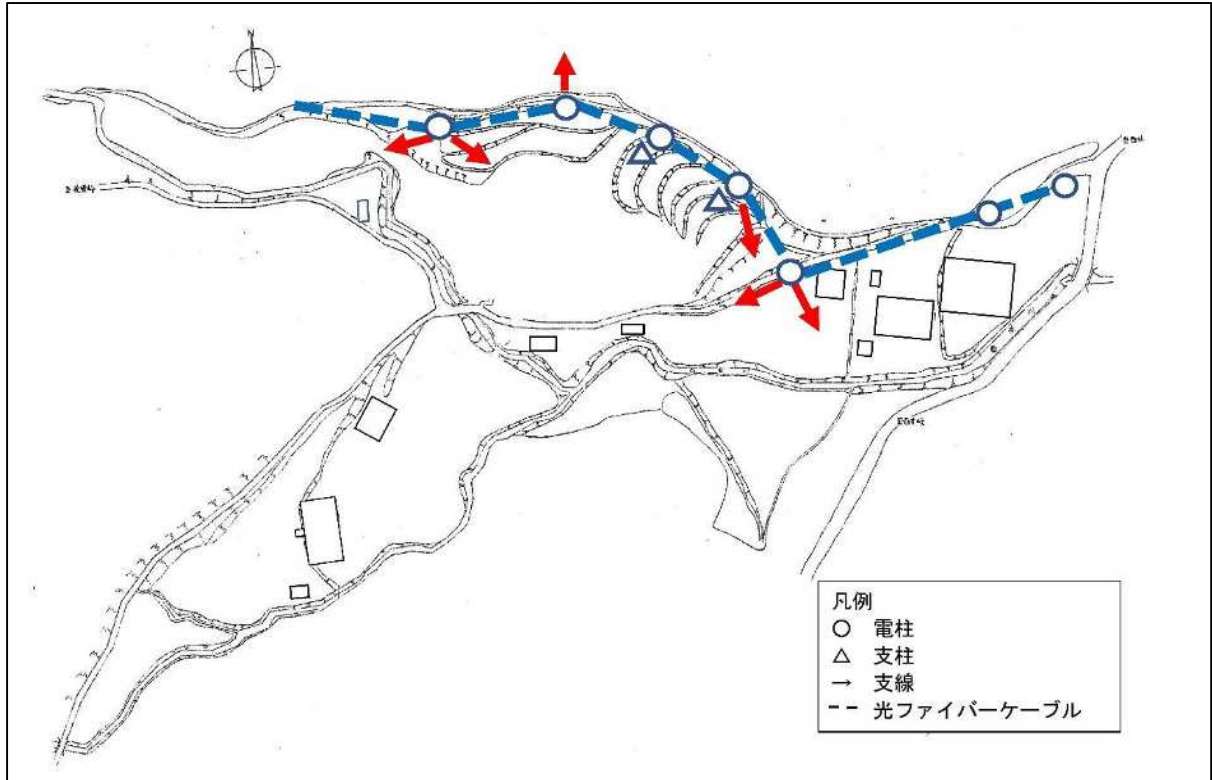 N
凡例
○ 電柱
△ 支柱
→ 支線
-- 光ファイバーケーブル